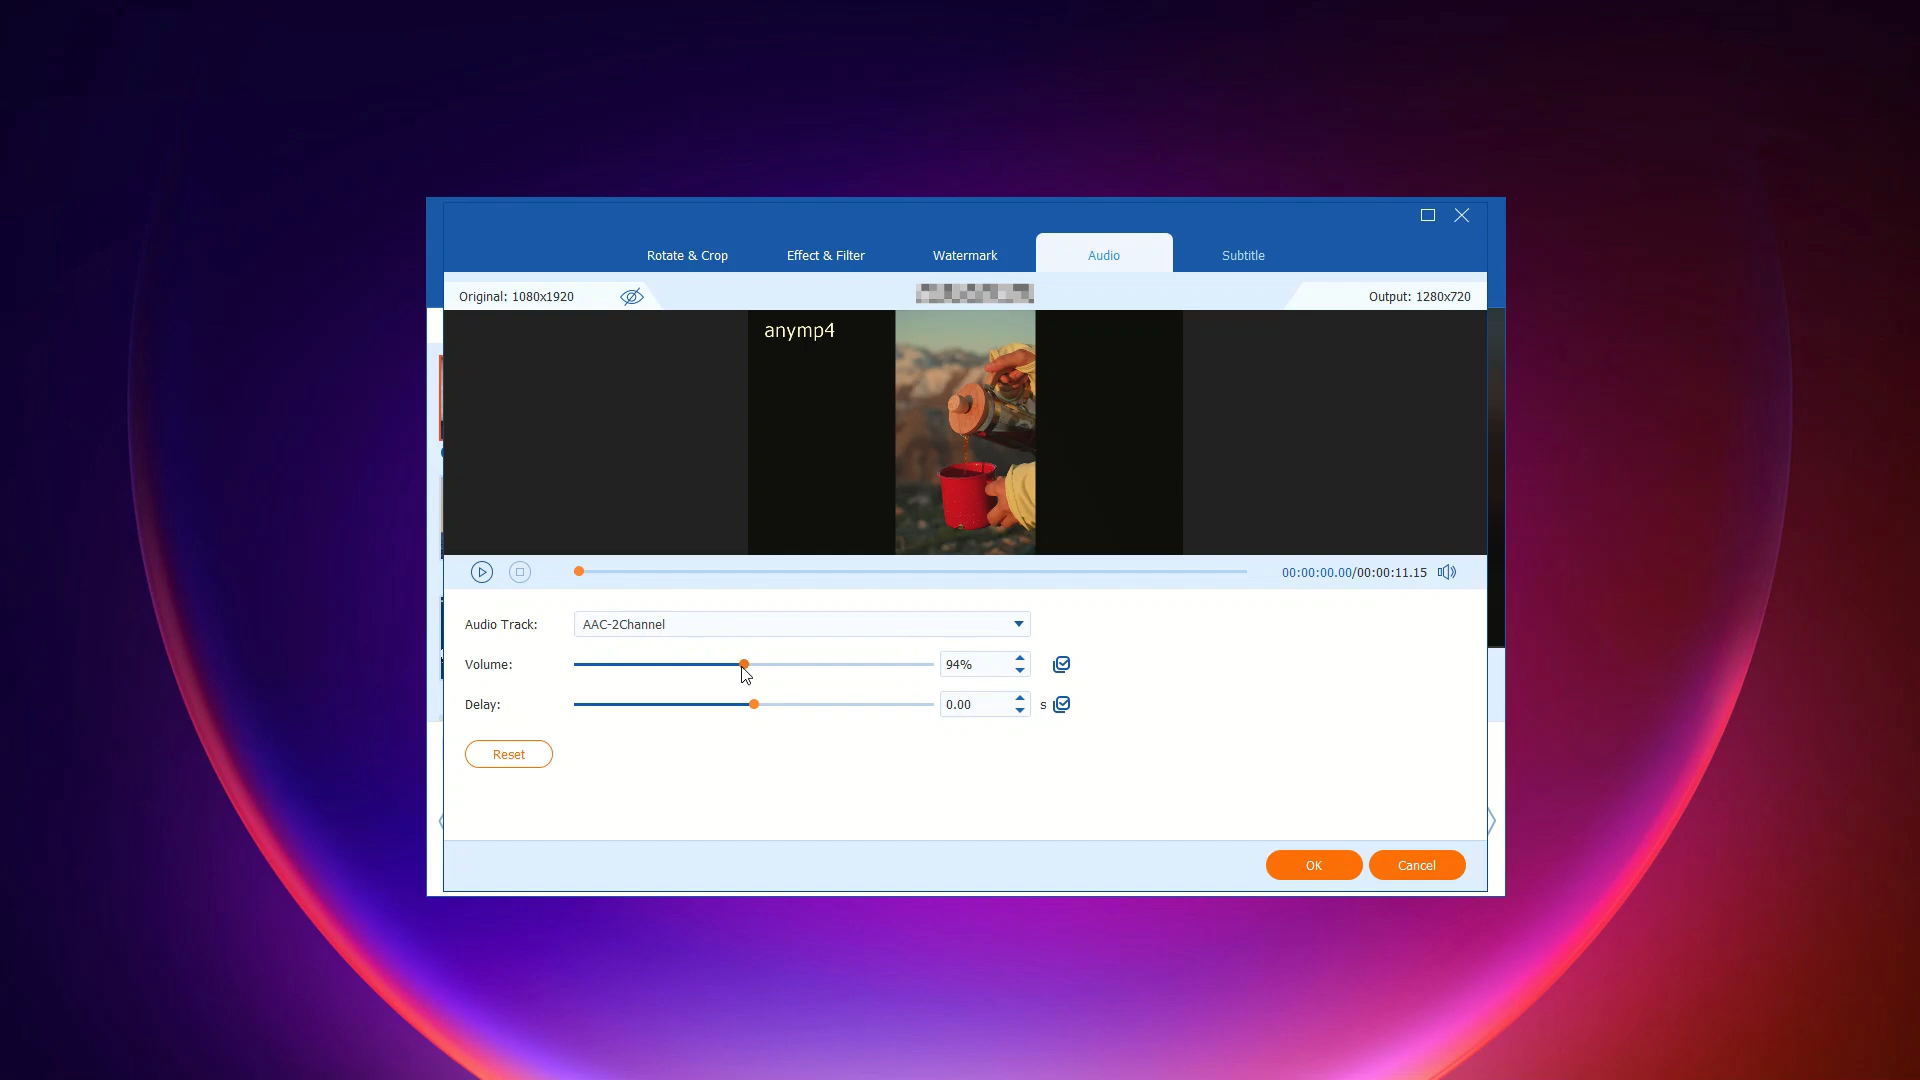 Rotate & Crop
Effect & Filter
Watermark
Audio
Subtitle
Original: 1080x1920
Output: 1280x720
anymp4
00:00:00.00/00:00:11.15
Audio Track:
AAC-2Channel
Volume:
94%
Delay:
0.00
s
Reset
OK
Cancel